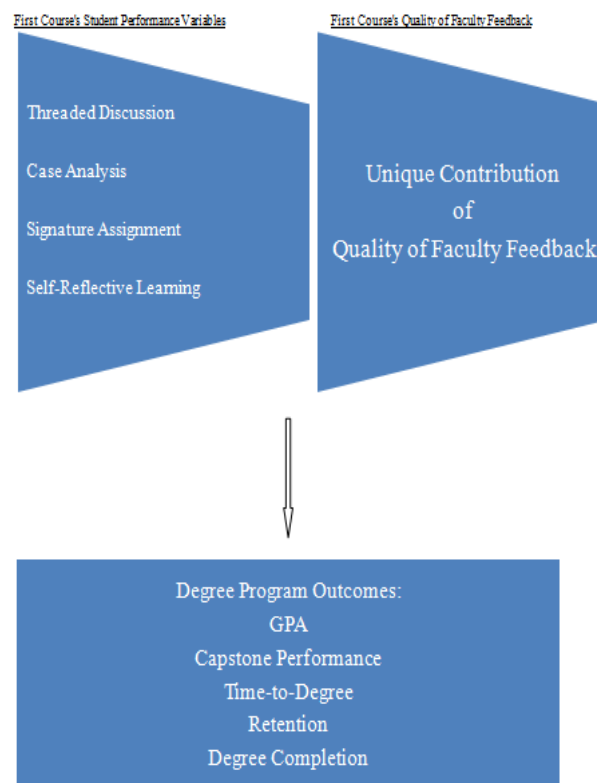 First Course's Student Performance Variables
First Course's Quality of Faculty Feedback
Threaded Discussion
Case Analysis
Signature Assignment
Self-Reflective Learning
Unique Contribution
of
Quality of Faculty Feedback
Degree Program Outcomes:
GPA
Capstone Performance
Time-to-Degree
Retention
Degree Completion